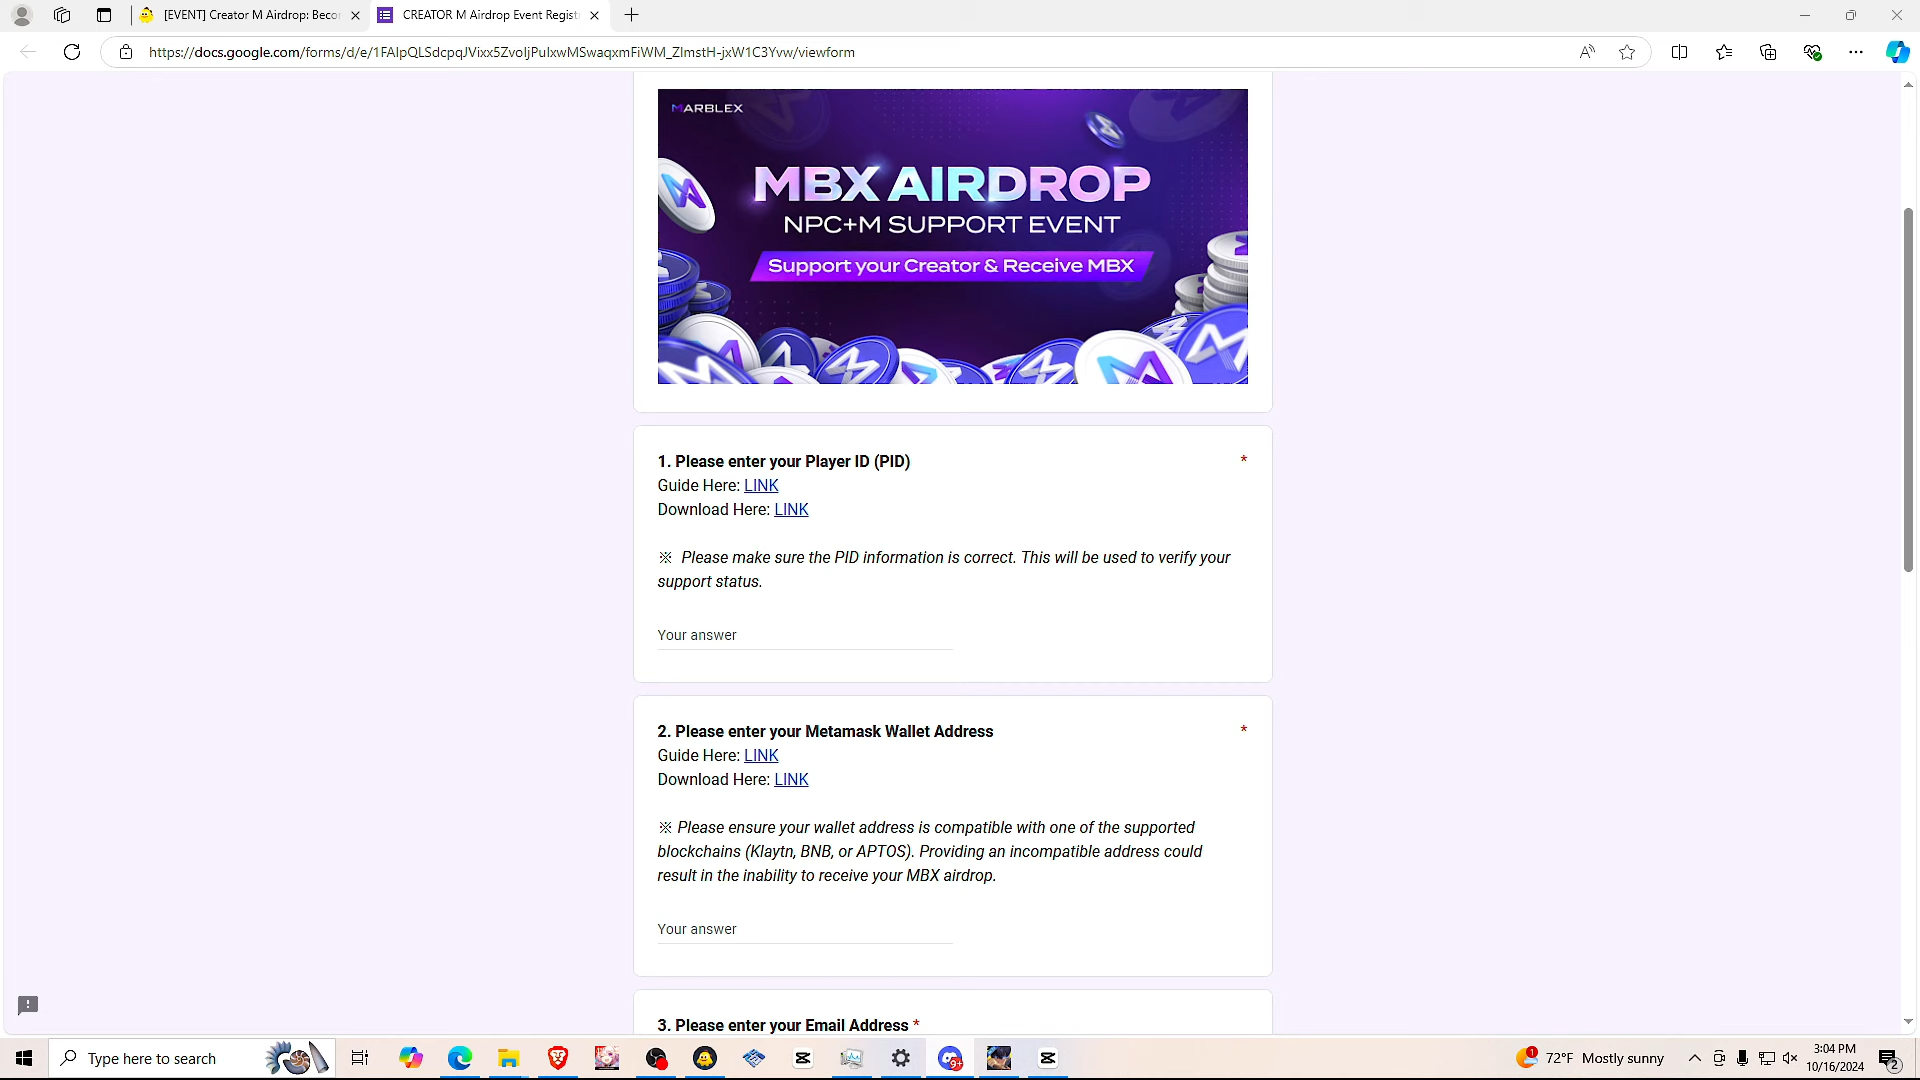 [EVENT] Creator M Airdrop: Beco
CREATOR M Airdrop Event Regist
https://docs.google.com/forms/d/e/1FAIpQLSdcpqJVixx5ZvoljPulxwMSwaqxmFiWM_ZlmstH-jxW1C3Yvw/viewform
MARBLEX
MBX AIRDROP
NPC+M SUPPORT EVENT
Support your Creator & Receive MBX
1. Please enter your Player ID (PID) *
Guide Here: LINK
Download Here: LINK
※ Please make sure the PID information is correct. This will be used to verify your
support status.
Your answer
2. Please enter your Metamask Wallet Address *
Guide Here: LINK
Download Here: LINK
※ Please ensure your wallet address is compatible with one of the supported
blockchains (Klaytn, BNB, or APTOS). Providing an incompatible address could
result in the inability to receive your MBX airdrop.
Your answer
3. Please enter your Email Address *
Type here to search
9+
1
72°F Mostly sunny
3:04 PM
10/16/2024
2